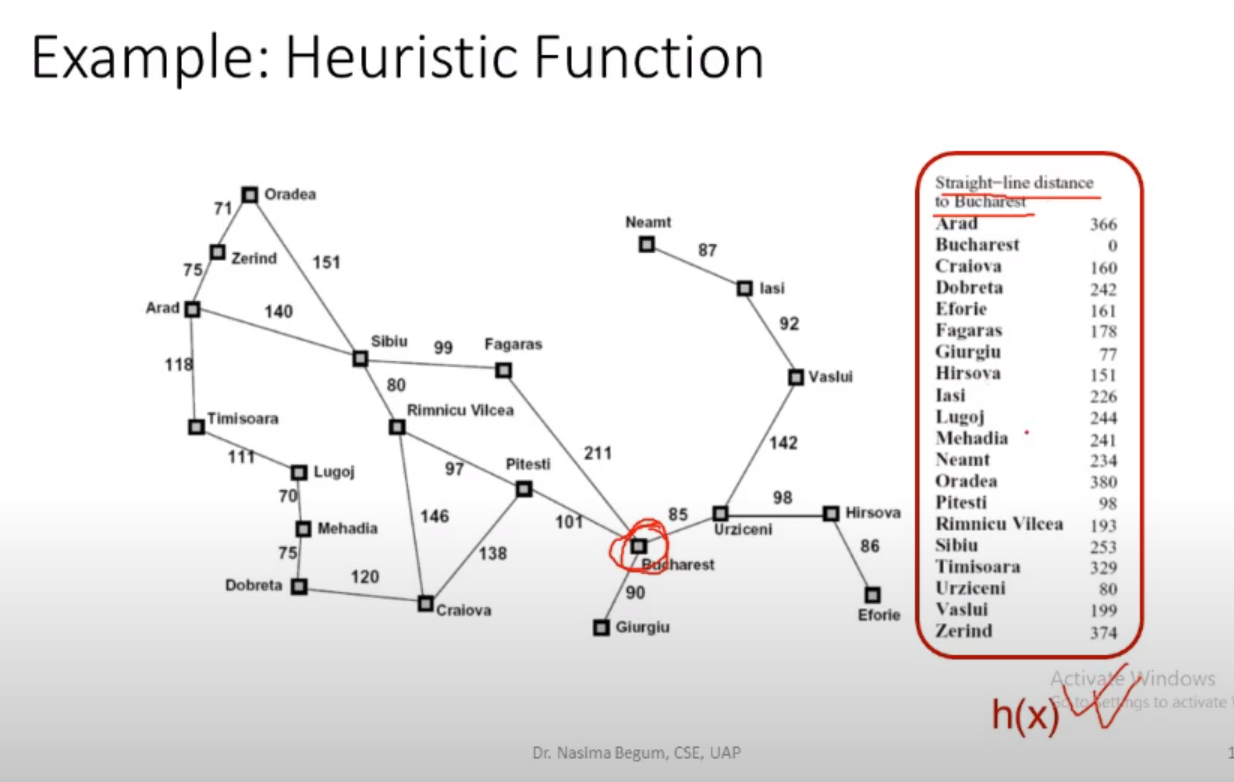 Example: Heuristic Function
Oradea
71
Neamt
87
Zerind
151
75
Iasi
Arad
140
92
Sibiu
99
Fagaras
118
80
Vaslui
Timisoara
Rimnicu Vilcea
111
142
211
Lugoj
97
Pitesti
70
98
146
101
85
Hirsova
Mehadia
Urziceni
75
138
86
Bucharest
Dobreta
120
90
Craiova
Eforie
Giurgiu
Straight-line distance
to Bucharest
Arad 366
Bucharest 0
Craiova 160
Dobreta 242
Eforie 161
Fagaras 178
Giurgiu 77
Hirsova 151
Iasi 226
Lugoj 244
Mehadia 241
Neamt 234
Oradea 380
Pitesti 98
Rimnicu Vilcea 193
Sibiu 253
Timisoara 329
Urziceni 80
Vaslui 199
Zerind 374
Activate Windows
Go to Settings to activate
h(x)
Dr. Nasima Begum, CSE, UAP
1